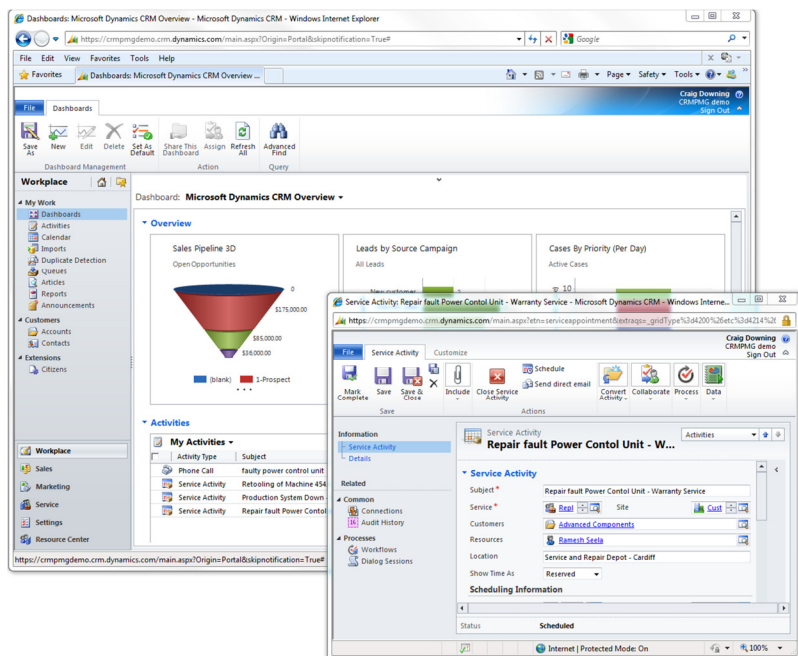 Dashboards: Microsoft Dynamics CRM Overview - Microsoft Dynamics CRM - Windows Internet Explorer
https://crmpmgdemo.crm.dynamics.com/main.aspx?Origin=Portal&skipnotification=True#
Google
File Edit View Favorites Tools Help
Favorites Dashboards: Microsoft Dynamics CRM Overview ...
Page Safety Tools
Craig Downing
CRMPMG demo
Sign Out
File Dashboards
Save As New Edit Delete Set As Default Share This Dashboard Assign Refresh All Advanced Find
Dashboard Management Action Query
Workplace
Dashboard: Microsoft Dynamics CRM Overview
My Work
Dashboards
Activities
Calendar
Imports
Duplicate Detection
Queues
Articles
Reports
Announcements
Customers
Accounts
Contacts
Extensions
Citizens
Workplace
Sales
Marketing
Service
Settings
Resource Center
Overview
Sales Pipeline 3D
Open Opportunities
0
$175,000.00
$85,000.00
$38,000.00
(blank) 1-Prospect
Leads by Source Campaign
All Leads
New customer
Cases By Priority (Per Day)
Active Cases
10
Activities
My Activities
Activity Type Subject
Phone Call faulty power control unit
Service Activity Retooling of Machine 454
Service Activity Production System Down -
Service Activity Repair fault Power Contol
https://crmpmgdemo.crm.dynamics.com/main.aspx?Origin=Portal&skipnotification=True#
Service Activity: Repair fault Power Contol Unit - Warranty Service - Microsoft Dynamics CRM - Windows Interne...
https://crmpmgdemo.crm.dynamics.com/main.aspx?etn=serviceappointment&extraqs=_gridType%3d4200%26etc%3d4214%2
Craig Downing
CRMPMG demo
Sign Out
File Service Activity Customize
Mark Complete Save Save & Close Include Close Service Activity Schedule Send direct email Convert Activity Collaborate Process Data
Save Actions
Information
Service Activity
Details
Related
Common
Connections
Audit History
Processes
Workflows
Dialog Sessions
Service Activity
Repair fault Power Contol Unit - W...
Activities
Service Activity
Subject * Repair fault Power Contol Unit - Warranty Service
Service * Repl Site Cust
Customers Advanced Components
Resources Ramesh Seela
Location Service and Repair Depot - Cardiff
Show Time As Reserved
Scheduling Information
Status Scheduled
Internet | Protected Mode: On 100%